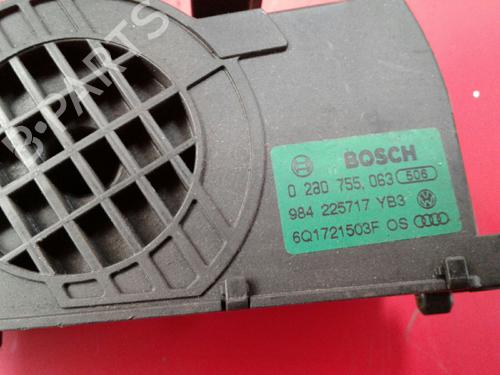 B-PARTS
BOSCH
0 280 755, 063 506
984 225717 YB3
6Q1721503F OS